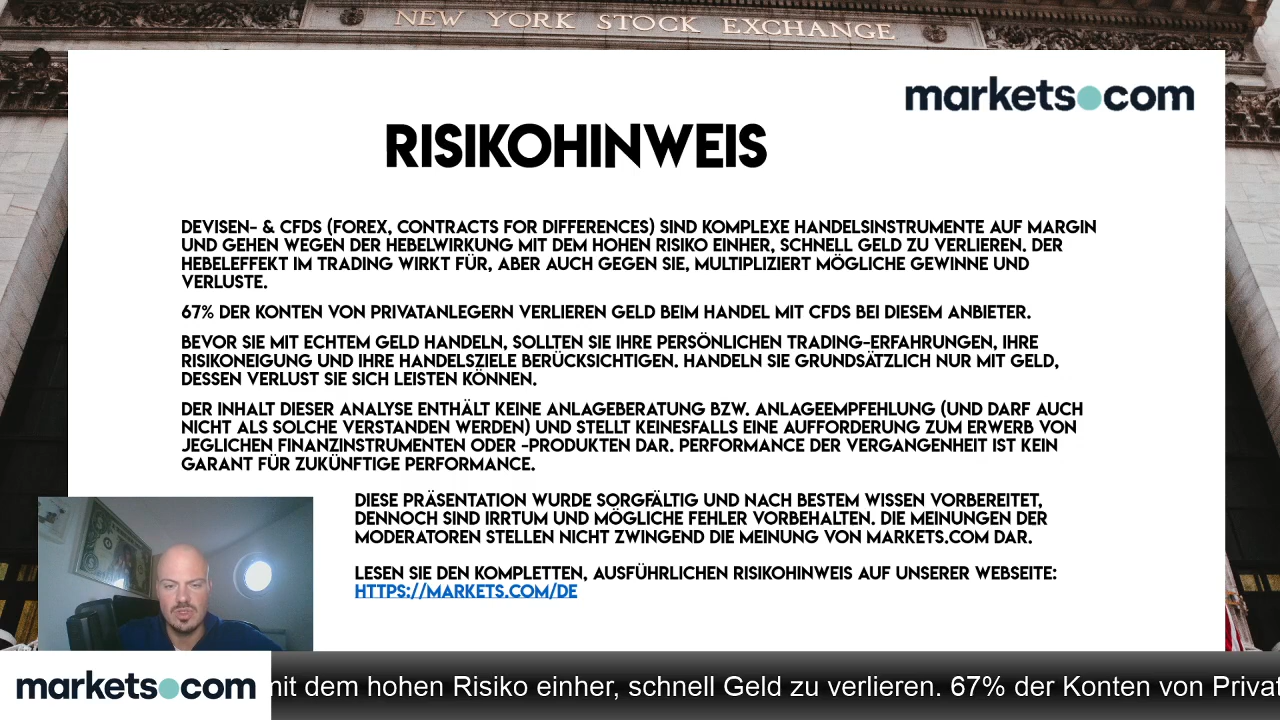 NEW YORK STOCK EXCHANGE
markets.com
RISIKOHINWEIS
DEVISEN- & CFDS (FOREX, CONTRACTS FOR DIFFERENCES) SIND KOMPLEXE HANDELSINSTRUMENTE AUF MARGIN
UND GEHEN WEGEN DER HEBELWIRKUNG MIT DEM HOHEN RISIKO EINHER, SCHNELL GELD ZU VERLIEREN. DER
HEBELEFFEKT IM TRADING WIRKT FÜR, ABER AUCH GEGEN SIE, MULTIPLIZIERT MÖGLICHE GEWINNE UND
VERLUSTE.
67% DER KONTEN VON PRIVATANLEGERN VERLIEREN GELD BEIM HANDEL MIT CFDS BEI DIESEM ANBIETER.
BEVOR SIE MIT ECHTEM GELD HANDELN, SOLLTEN SIE IHRE PERSÖNLICHEN TRADING-ERFAHRUNGEN, IHRE
RISIKONEIGUNG UND IHRE HANDELSZIELE BERÜCKSICHTIGEN. HANDELN SIE GRUNDSÄTZLICH NUR MIT GELD,
DESSEN VERLUST SIE SICH LEISTEN KÖNNEN.
DER INHALT DIESER ANALYSE ENTHÄLT KEINE ANLAGEBERATUNG BZW. ANLAGEEMPFEHLUNG (UND DARF AUCH
NICHT ALS SOLCHE VERSTANDEN WERDEN) UND STELLT KEINESFALLS EINE AUFFORDERUNG ZUM ERWERB VON
JEGLICHEN FINANZINSTRUMENTEN ODER -PRODUKTEN DAR. PERFORMANCE DER VERGANGENHEIT IST KEIN
GARANT FÜR ZUKÜNFTIGE PERFORMANCE.
DIESE PRÄSENTATION WURDE SORGFÄLTIG UND NACH BESTEM WISSEN VORBEREITET,
DENNOCH SIND IRRTUM UND MÖGLICHE FEHLER VORBEHALTEN. DIE MEINUNGEN DER
MODERATOREN STELLEN NICHT ZWINGEND DIE MEINUNG VON MARKETS.COM DAR.
LESEN SIE DEN KOMPLETTEN, AUSFÜHRLICHEN RISIKOHINWEIS AUF UNSERER WEBSEITE:
HTTPS://MARKETS.COM/DE
markets.com
mit dem hohen Risiko einher, schnell Geld zu verlieren. 67% der Konten von Privat